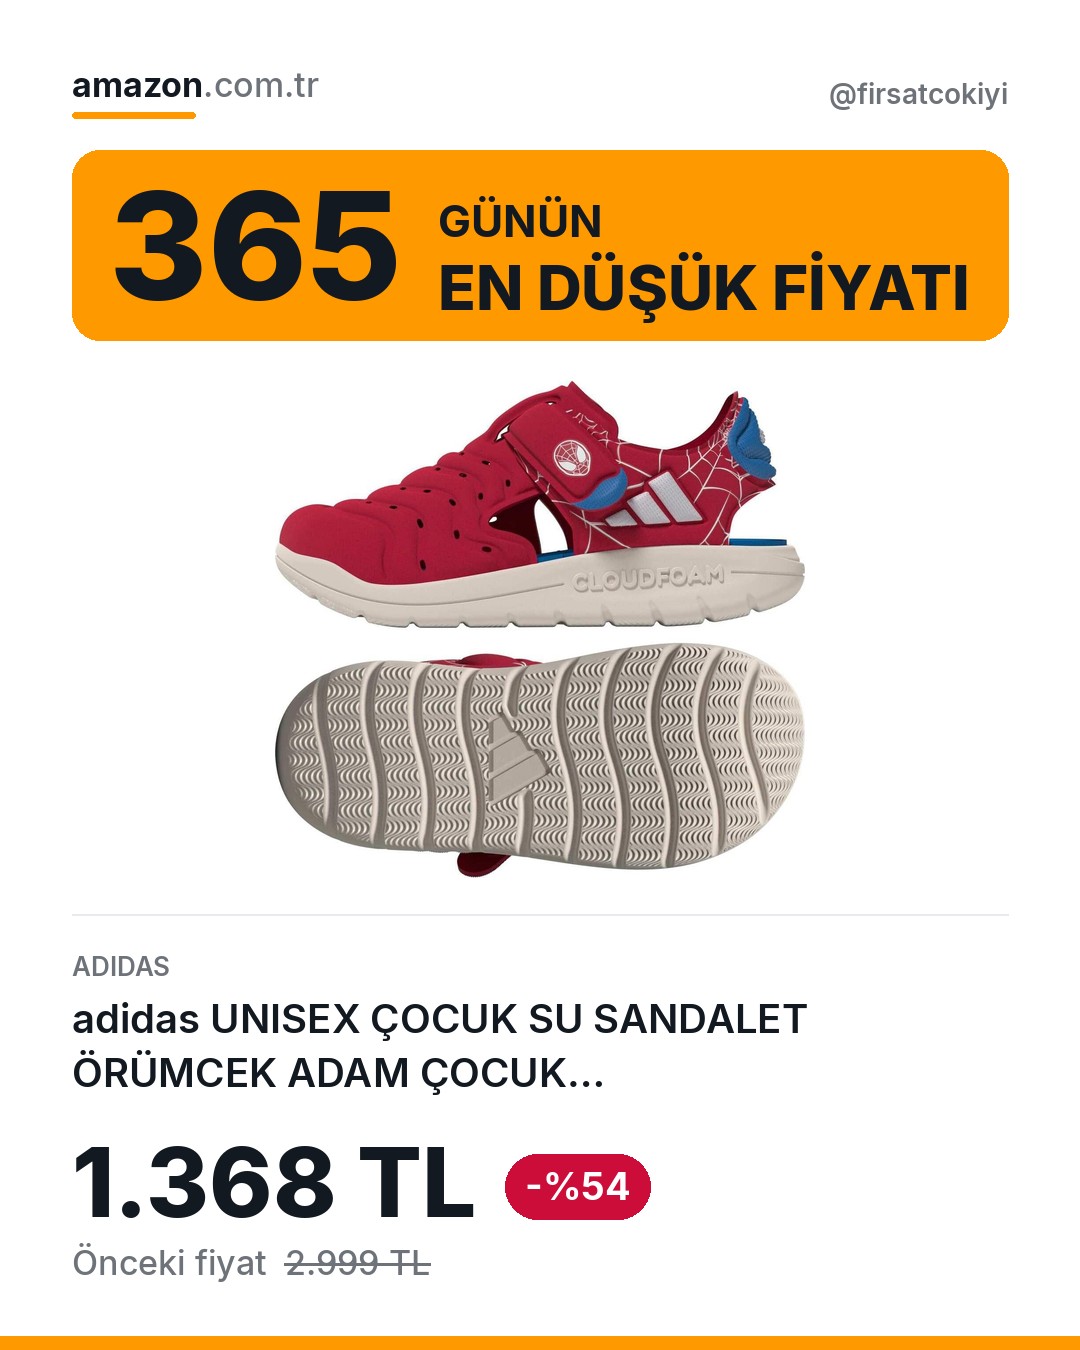 amazon.com.tr
@firsatcokiyi
365
GÜNÜN
EN DÜŞÜK FİYATI
CLOUDFOAM
ADIDAS
adidas UNISEX ÇOCUK SU SANDALET
ÖRÜMCEK ADAM ÇOCUK...
1.368 TL
-%54
Önceki fiyat 2.999 TL